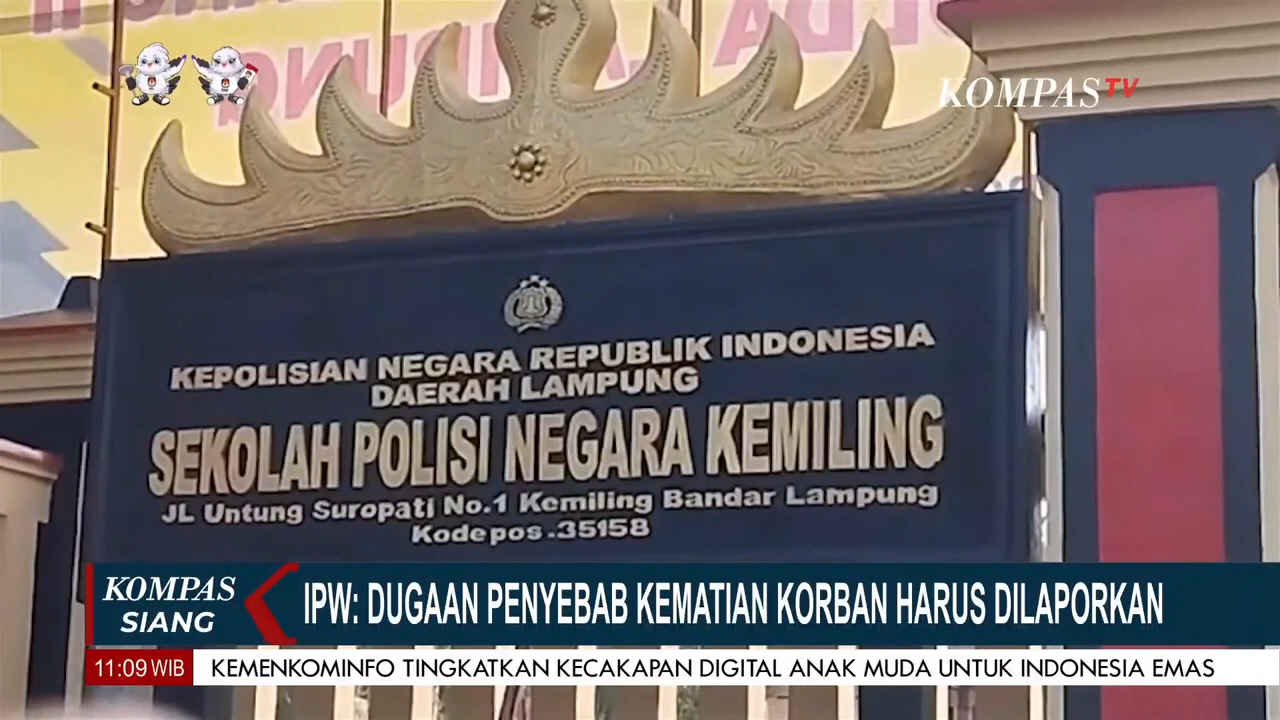 KOMPAS TV
KEPOLISIAN NEGARA REPUBLIK INDONESIA
DAERAH LAMPUNG
SEKOLAH POLISI NEGARA KEMILING
JL Untung Suropati No.1 Kemiling Bandar Lampung
Kodepos.35158
KOMPAS
SIANG
IPW: DUGAAN PENYEBAB KEMATIAN KORBAN HARUS DILAPORKAN
11:09 WIB
KEMENKOMINFO TINGKATKAN KECAKAPAN DIGITAL ANAK MUDA UNTUK INDONESIA EMAS